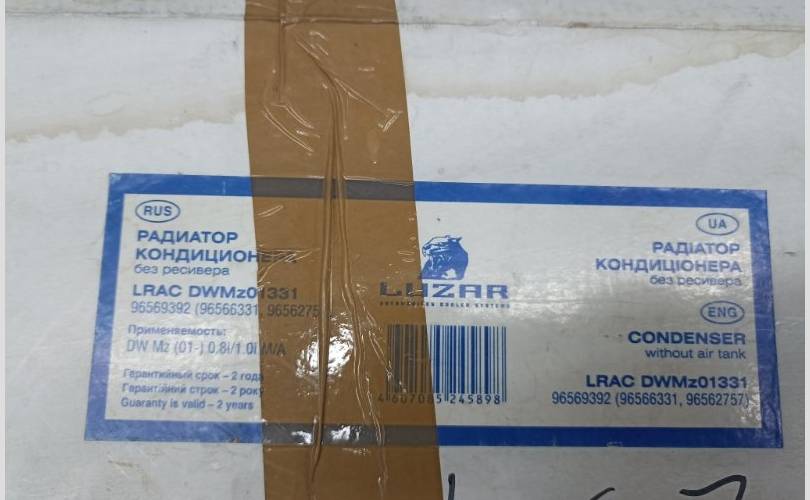 RUS
РАДИАТОР
КОНДИЦИОНЕРА
без ресивера
LRAC DWMz01331
96569392 (96566331, 9656275
Применяемость:
DW Mz (01-) 0.8i/1.0i M/A
Гарантийный срок – 2 года
Гарантійний строк – 2 року
Guaranty is valid – 2 years
LUZAR
4607085245898
UA
РАДІАТОР
КОНДИЦІОНЕРА
без ресивера
ENG
CONDENSER
without air tank
LRAC DWMz01331
96569392 (96566331, 96562757)